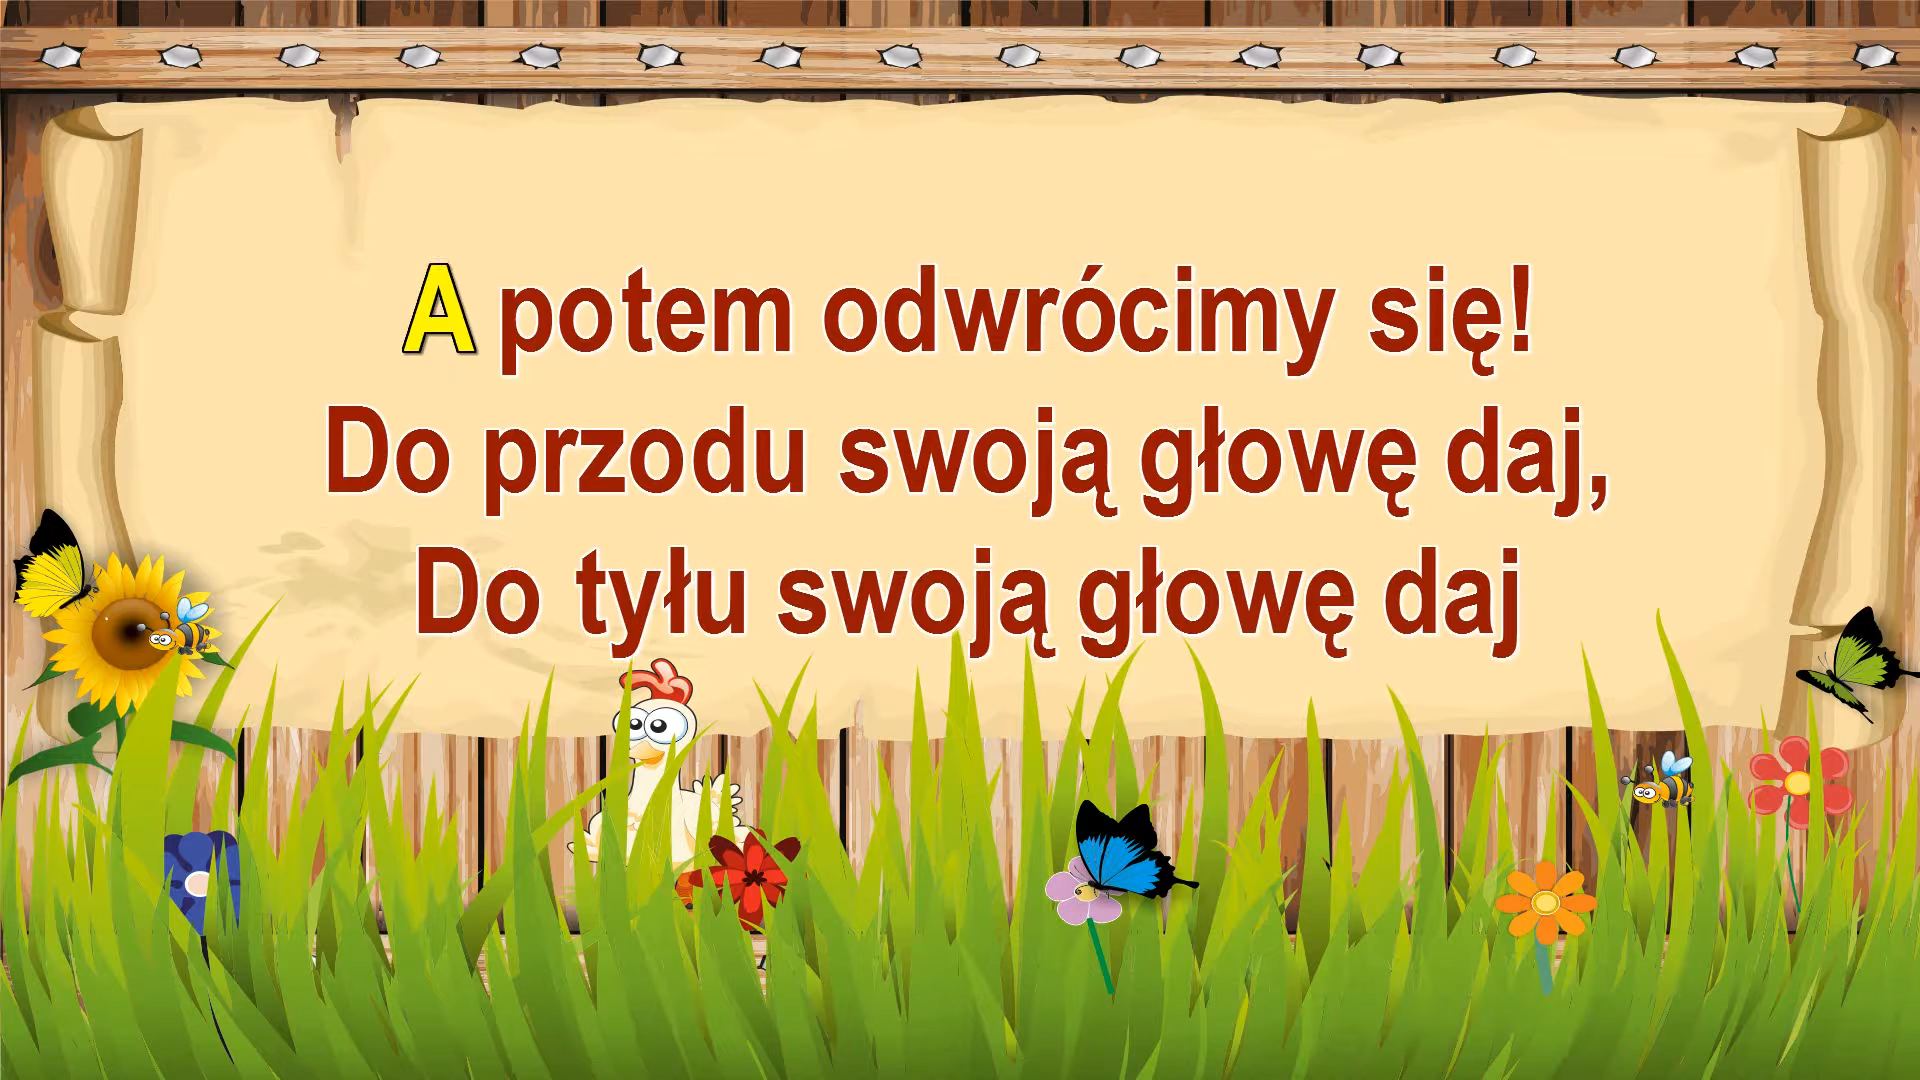 A potem odwrócimy się!
Do przodu swoją głowę daj,
Do tyłu swoją głowę daj